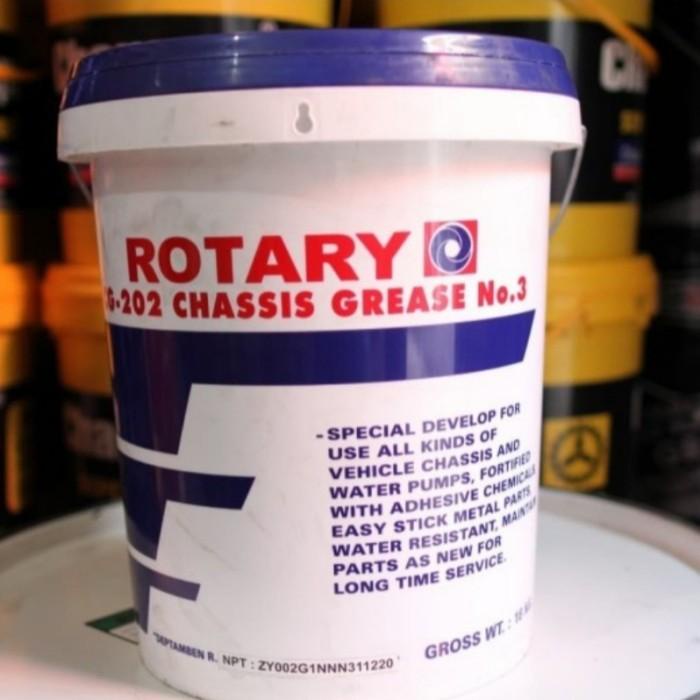 ROTARY
G-202 CHASSIS GREASE No.3
-SPECIAL DEVELOP FOR
USE ALL KINDS OF
VEHICLE CHASSIS AND
WATER PUMPS, FORTIFIED
WITH ADHESIVE CHEMICALS
EASY STICK METAL PARTS
WATER RESISTANT, MAINTAIN
PARTS AS NEW FOR
LONG TIME SERVICE.
GROSS WT. : 16
"SEPTAMBEN R. NPT : ZY002G1NNN311220